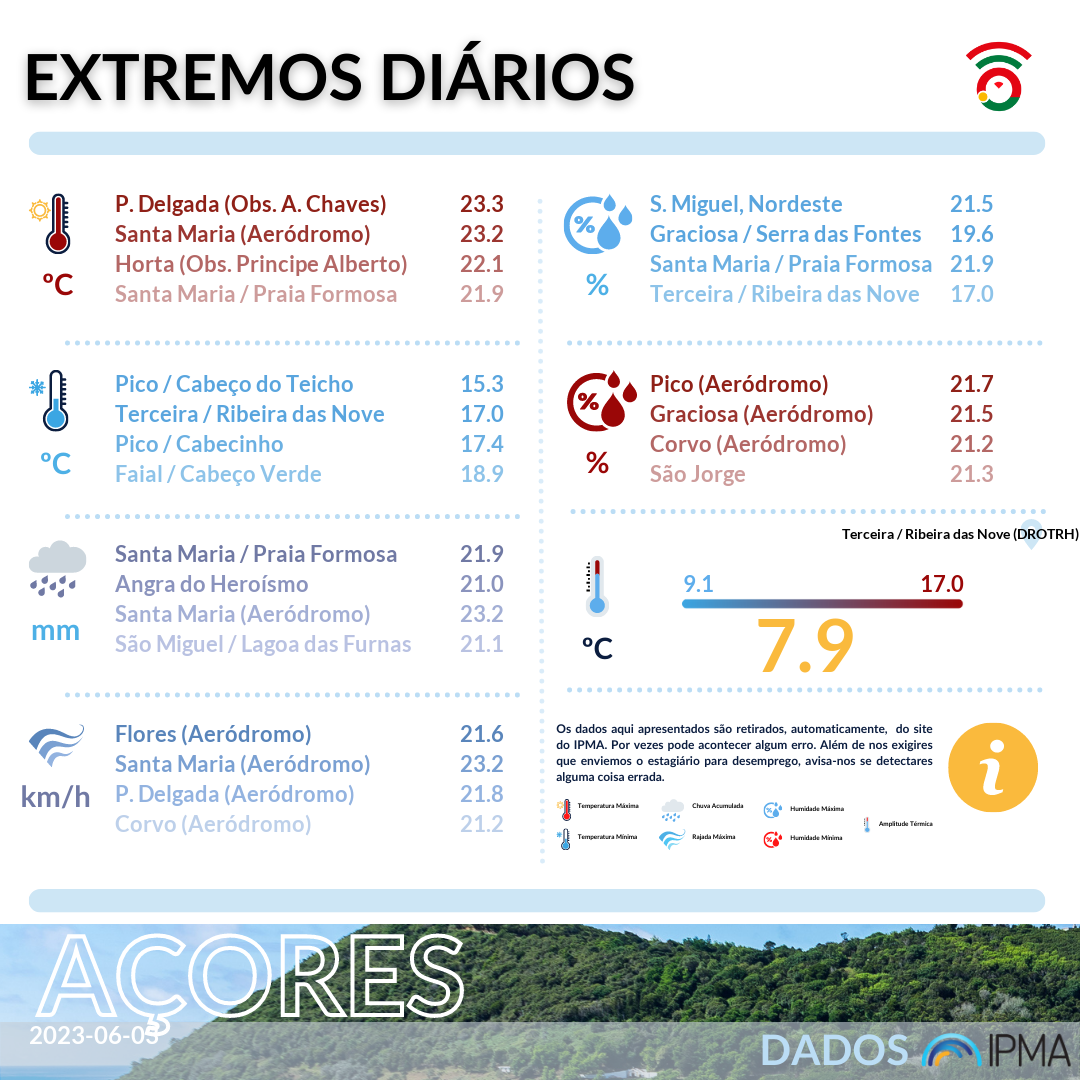 EXTREMOS DIÁRIOS
P. Delgada (Obs. A. Chaves) 23.3
Santa Maria (Aeródromo) 23.2
Horta (Obs. Principe Alberto) 22.1
Santa Maria / Praia Formosa 21.9
ºC
Pico / Cabeço do Teicho 15.3
Terceira / Ribeira das Nove 17.0
Pico / Cabecinho 17.4
Faial / Cabeço Verde 18.9
ºC
Santa Maria / Praia Formosa 21.9
Angra do Heroísmo 21.0
Santa Maria (Aeródromo) 23.2
São Miguel / Lagoa das Furnas 21.1
mm
Flores (Aeródromo) 21.6
Santa Maria (Aeródromo) 23.2
P. Delgada (Aeródromo) 21.8
Corvo (Aeródromo) 21.2
km/h
%
S. Miguel, Nordeste 21.5
Graciosa / Serra das Fontes 19.6
Santa Maria / Praia Formosa 21.9
Terceira / Ribeira das Nove 17.0
%
%
Pico (Aeródromo) 21.7
Graciosa (Aeródromo) 21.5
Corvo (Aeródromo) 21.2
São Jorge 21.3
%
Terceira / Ribeira das Nove (DROTRH)
9.1 17.0
7.9
ºC
Os dados aqui apresentados são retirados, automaticamente, do site
do IPMA. Por vezes pode acontecer algum erro. Além de nos exigires
que enviemos o estagiário para desemprego, avisa-nos se detectares
alguma coisa errada.
i
Temperatura Máxima Chuva Acumulada Humidade Máxima
Amplitude Térmica
Temperatura Mínima Rajada Máxima Humidade Mínima
AÇORES
2023-06-05
DADOS IPMA